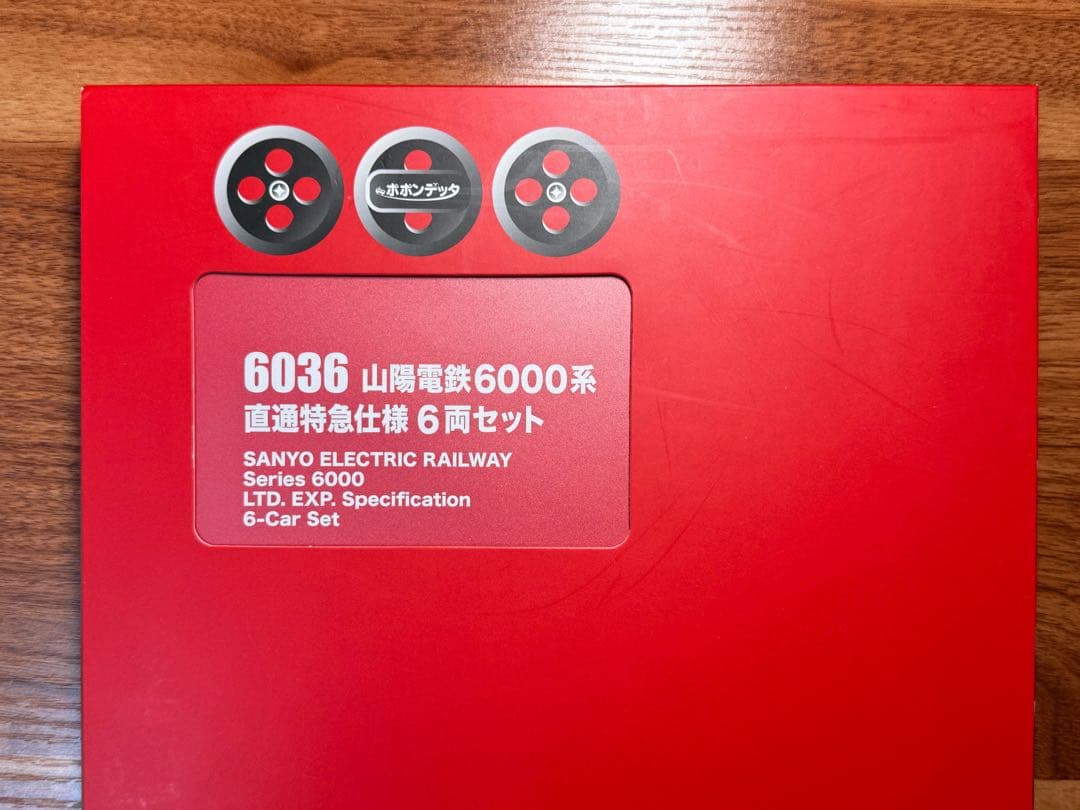 ポポンデッタ
6036 山陽電鉄6000系
直通特急仕様 6両セット
SANYO ELECTRIC RAILWAY
Series 6000
LTD. EXP. Specification
6-Car Set